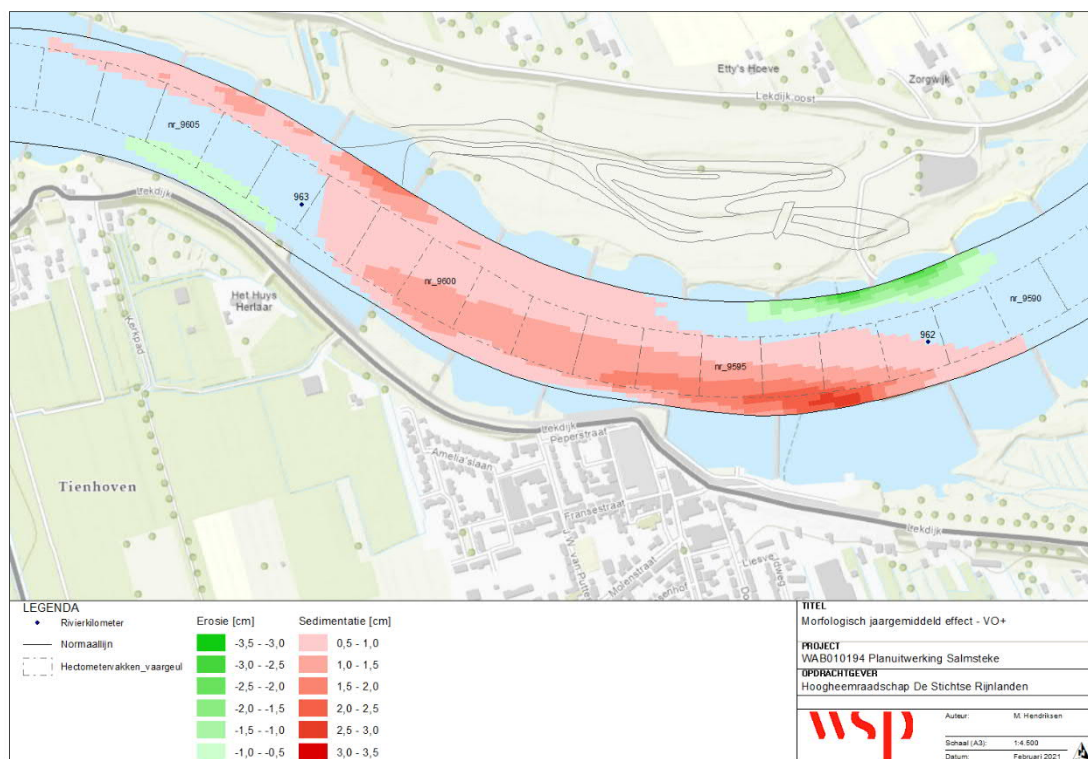 Etty's Hoeve
Zorgwijk
Lekdijk oost
nr_9605
963
Lekdijk
nr_9600
nr_9590
962
nr_9595
Het Huys
Herlaar
Kerkpad
Lekdijk
Peperstraat
Amelia'slaan
Tienhoven
Fransestraat
J.W. van Putten
Molenstraat
Liesveldweg
Lekdijk
LEGENDA
Rivierkilometer
Normaallijn
Hectometervakken_vaargeul
Erosie [cm]
-3,5 - -3,0
-3,0 - -2,5
-2,5 - -2,0
-2,0 - -1,5
-1,5 - -1,0
-1,0 - -0,5
Sedimentatie [cm]
0,5 - 1,0
1,0 - 1,5
1,5 - 2,0
2,0 - 2,5
2,5 - 3,0
3,0 - 3,5
TITEL
Morfologisch jaargemiddeld effect - VO+
PROJECT
WAB010194 Planuitwerking Salmsteke
OPDRACHTGEVER
Hoogheemraadschap De Stichtse Rijnlanden
wsp
Auteur: M. Hendriksen
Schaal (A3): 1:4.500
Datum: Februari 2021